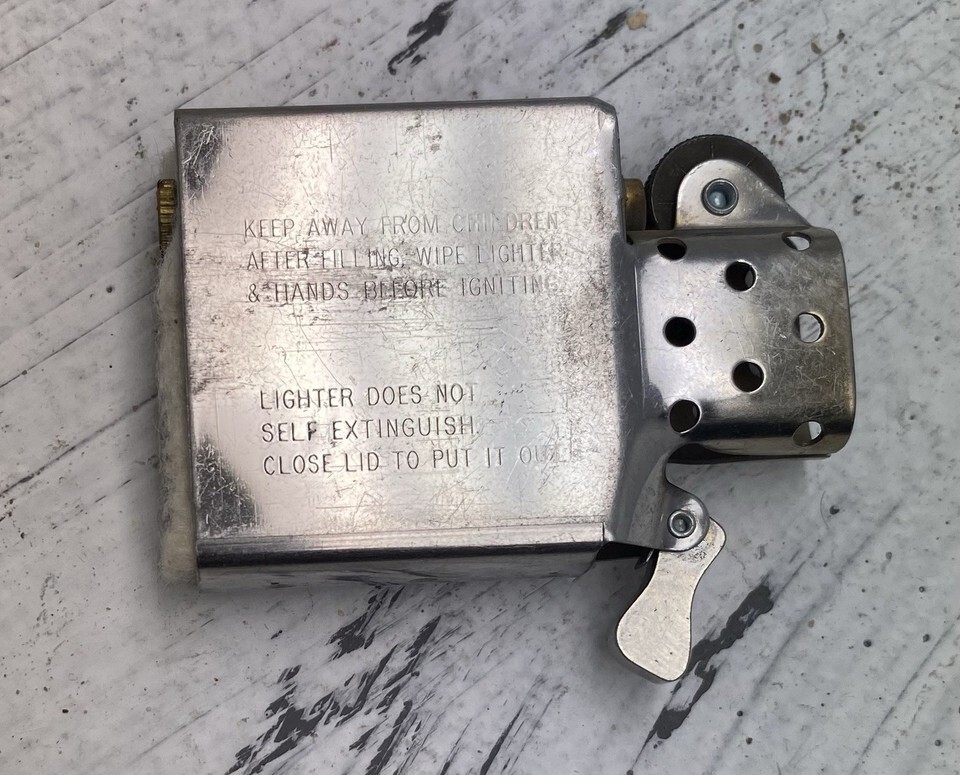 KEEP AWAY FROM CHILDREN
AFTER FILLING, WIPE LIGHTER
& HANDS BEFORE IGNITING
LIGHTER DOES NOT
SELF EXTINGUISH.
CLOSE LID TO PUT IT OUT